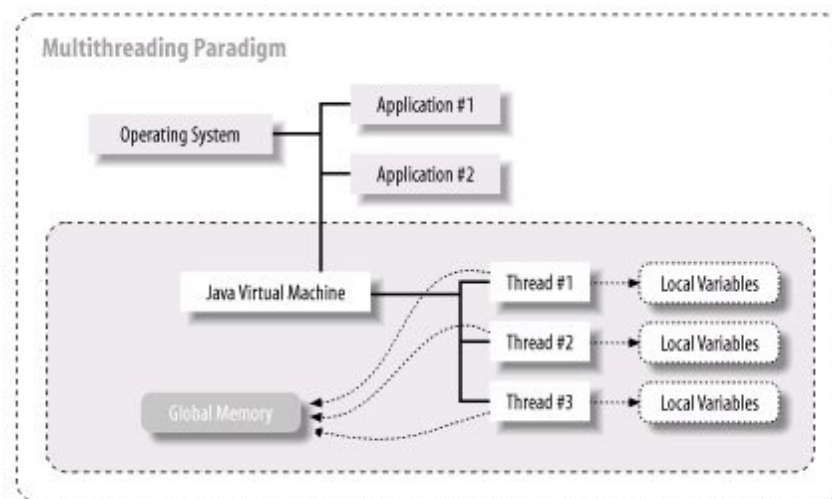 Multithreading Paradigm
Application #1
Operating System
Application #2
Java Virtual Machine
Thread #1
Local Variables
Thread #2
Local Variables
Thread #3
Local Variables
Global Memory